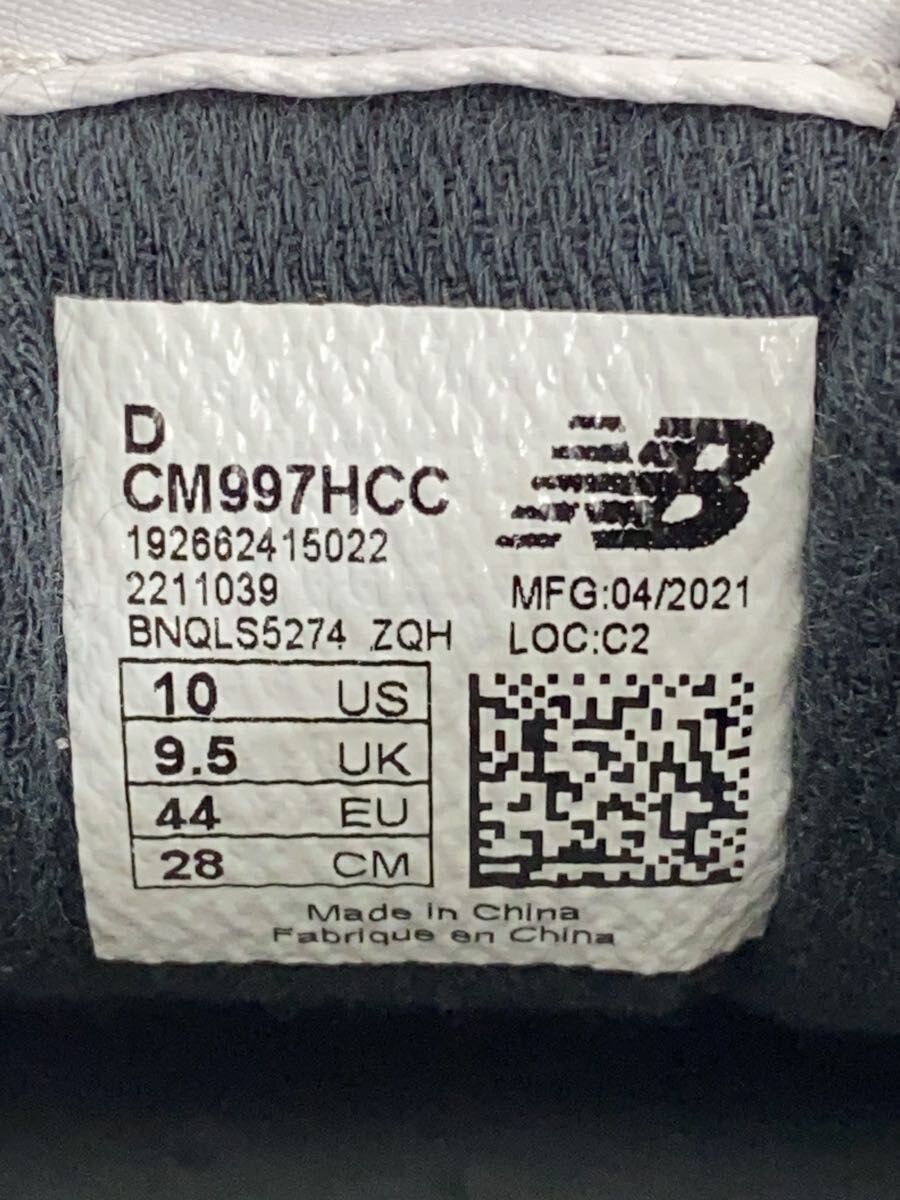 D
CM997HCC
192662415022
2211039
BNQLS5274 ZQH
NB
MFG:04/2021
LOC:C2
10 US
9.5 UK
44 EU
28 CM
Made in China
Fabrique en China